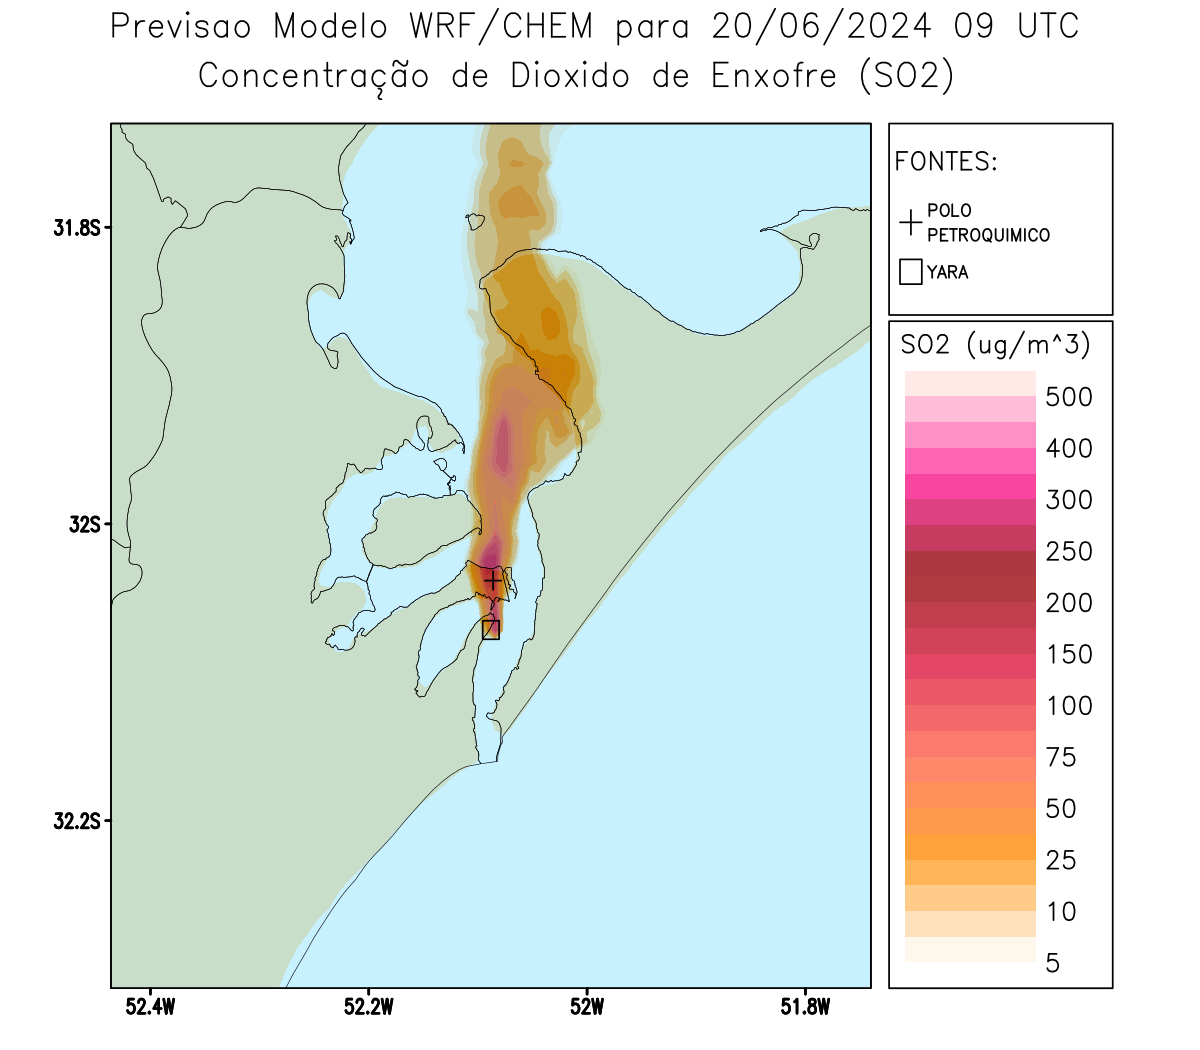 Previsao Modelo WRF/CHEM para 20/06/2024 09 UTC
Concentração de Dioxido de Enxofre (SO2)
FONTES:
POLO
PETROQUIMICO
YARA
SO2 (ug/m^3)
500
400
300
250
200
150
100
75
50
25
10
5
31.8S
32S
32.2S
52.4W
52.2W
52W
51.8W